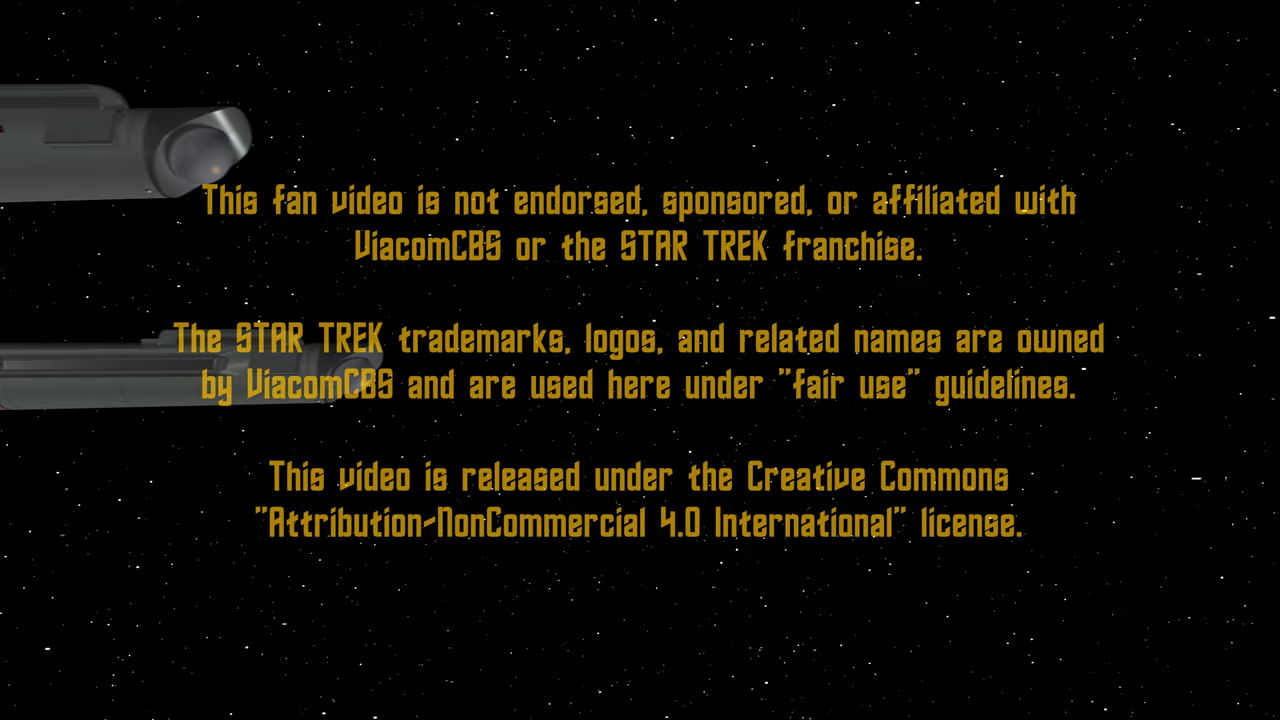 This fan video is not endorsed, sponsored, or affiliated with
ViacomCBS or the STAR TREK franchise.
The STAR TREK trademarks, logos, and related names are owned
by ViacomCBS and are used here under "fair use" guidelines.
This video is released under the Creative Commons
"Attribution-NonCommercial 4.0 International" license.